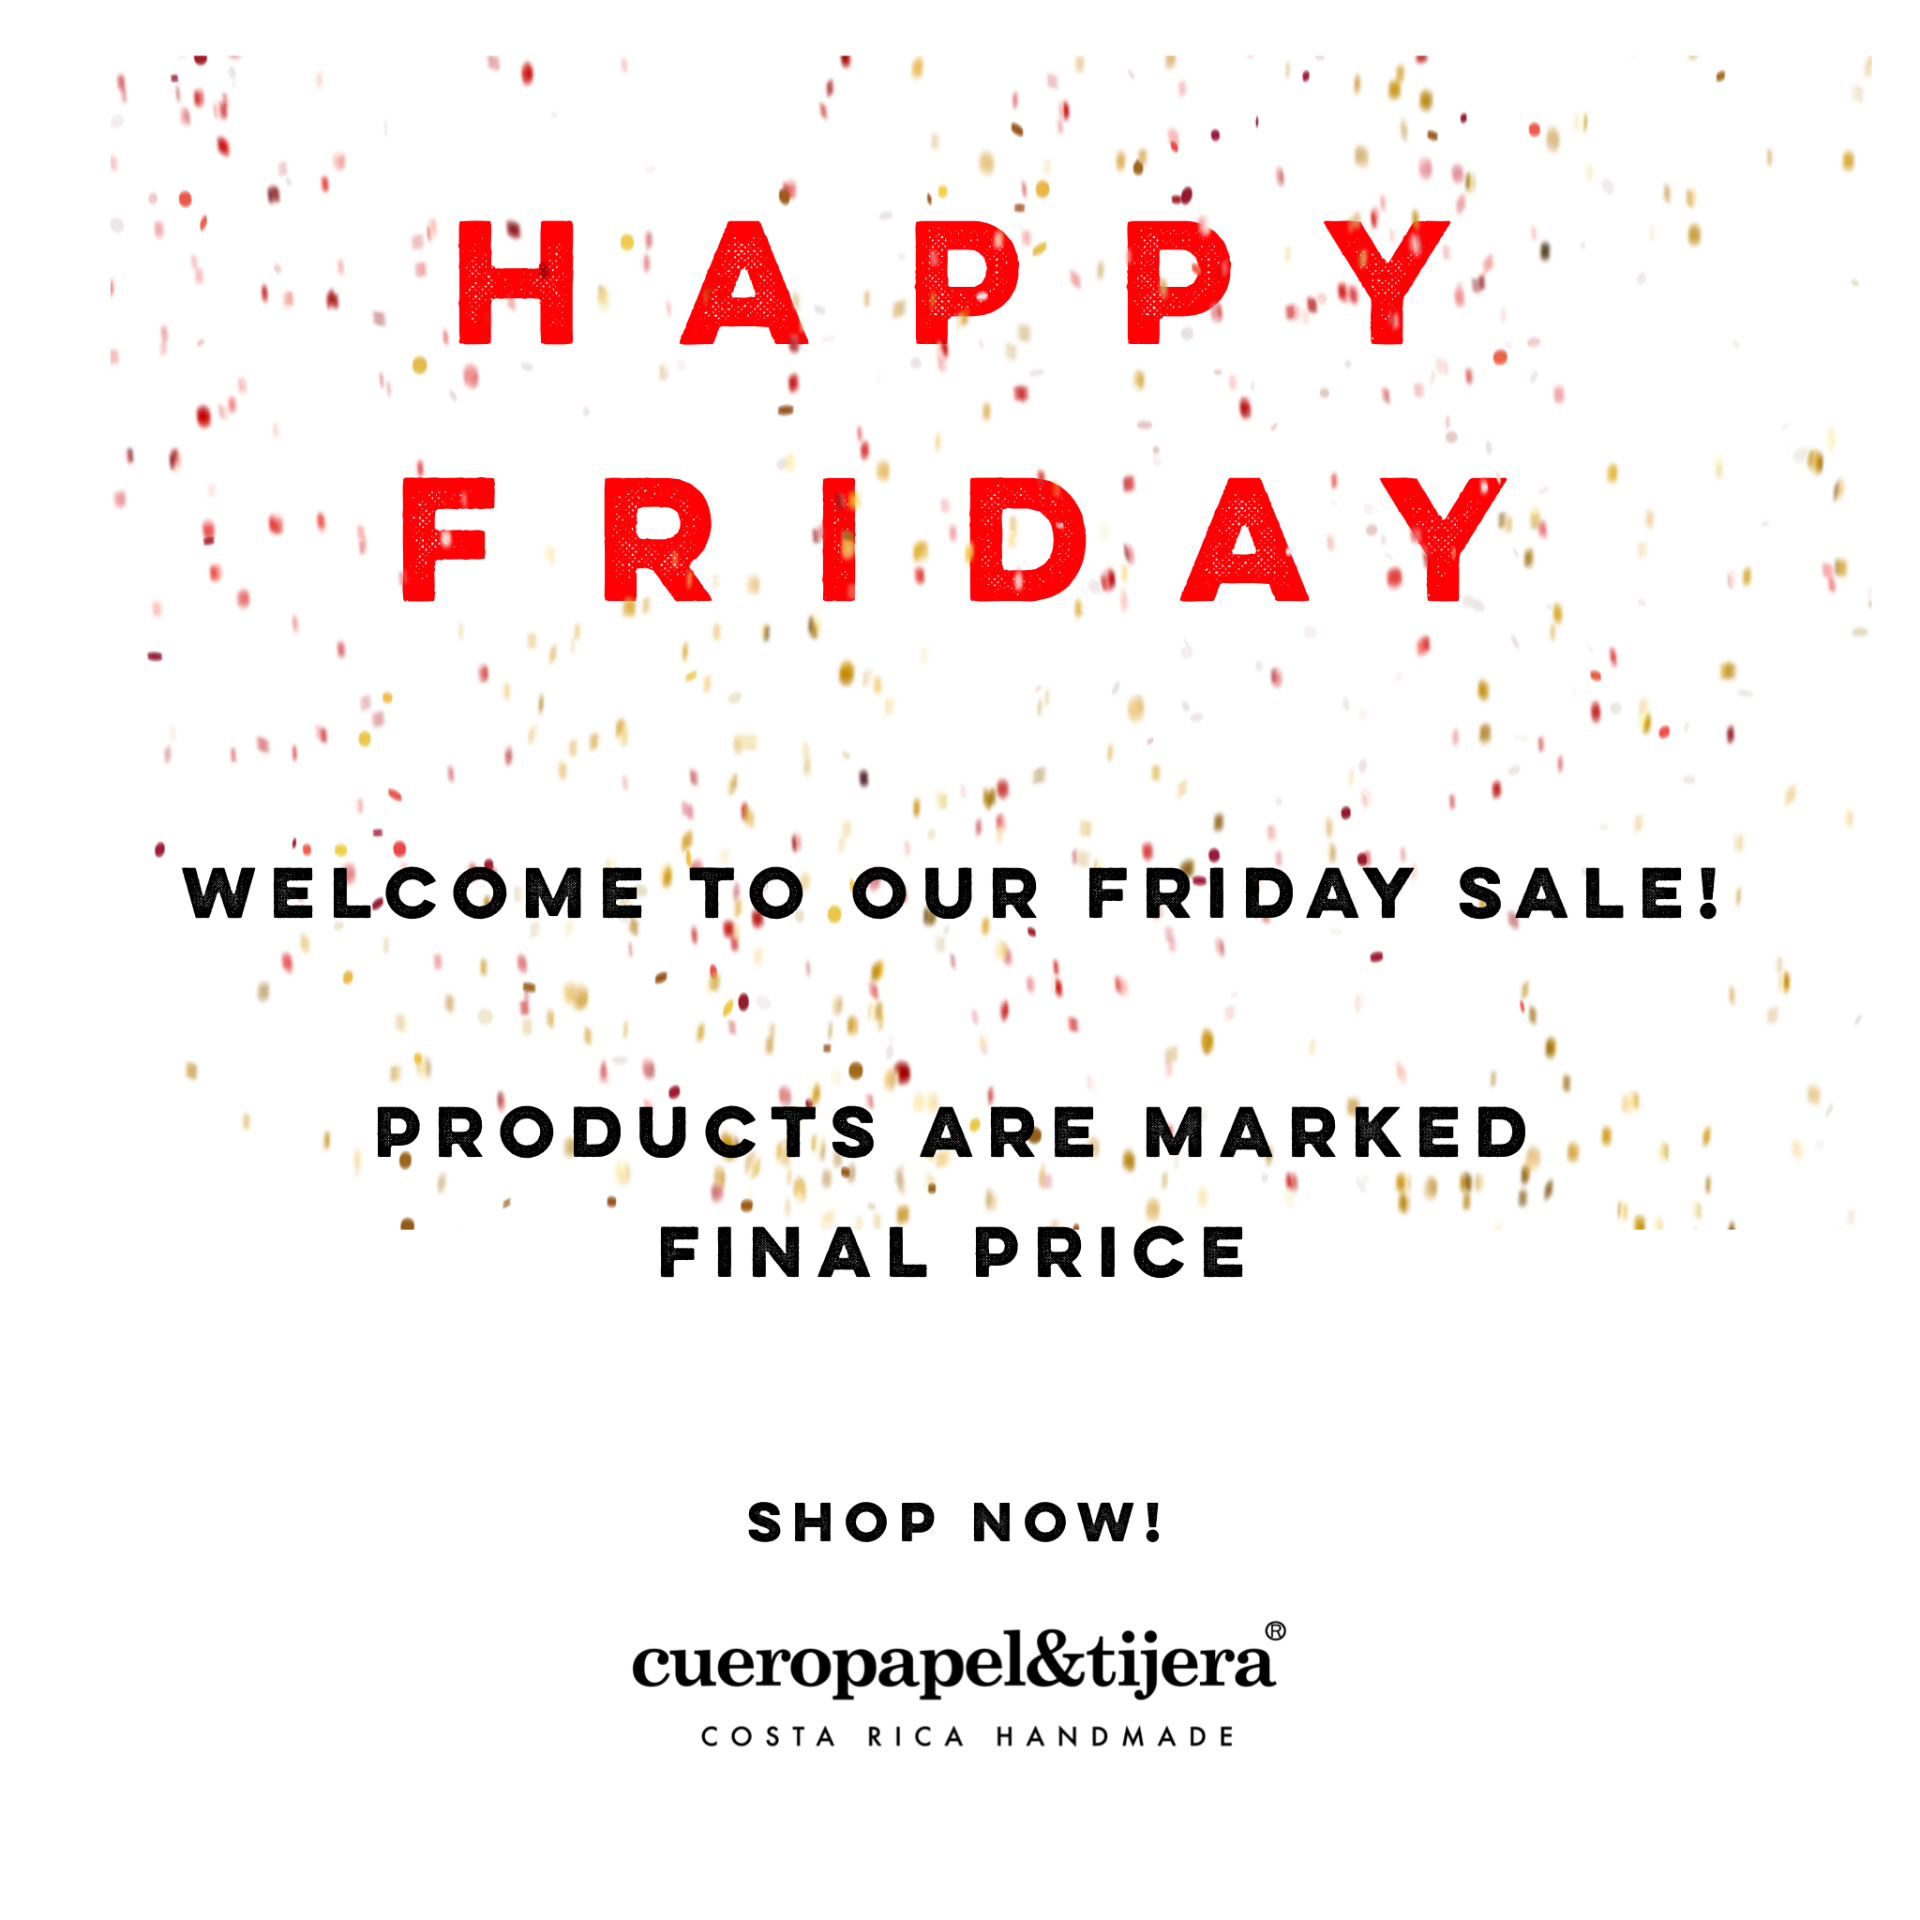 HAPPY
FRIDAY
WELCOME TO OUR FRIDAY SALE!
PRODUCTS ARE MARKED
FINAL PRICE
SHOP NOW!
cueropapel&tijera®
COSTA RICA HANDMADE